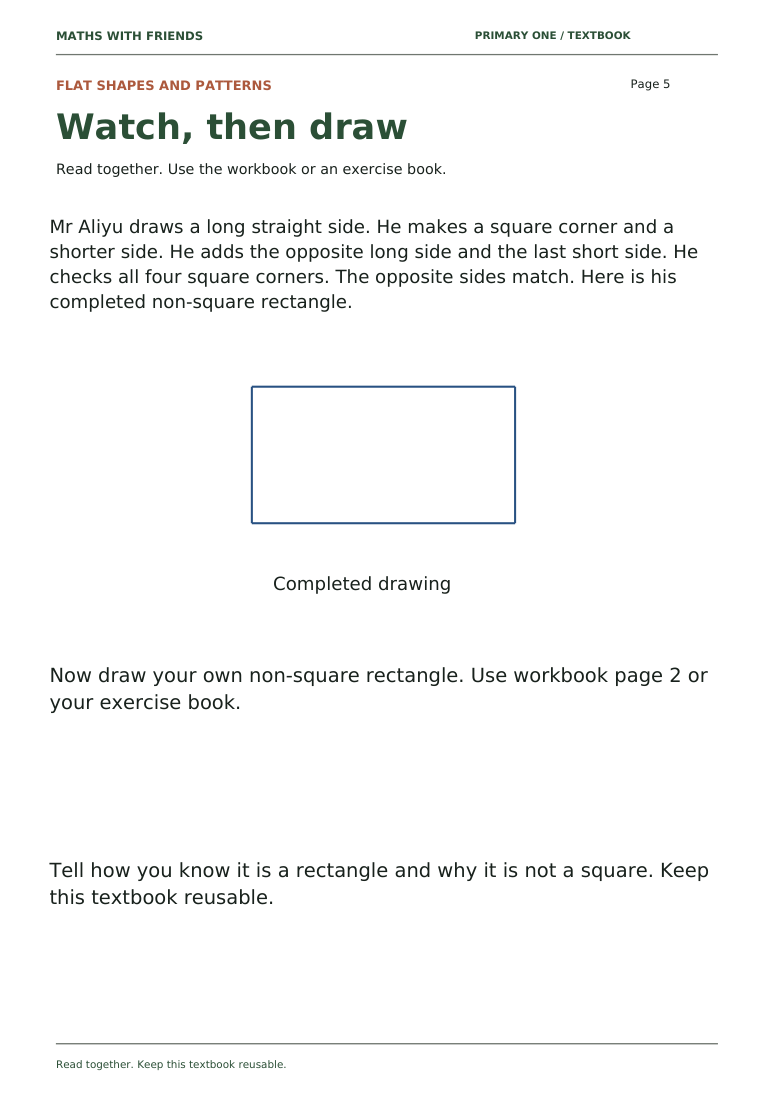 MATHS WITH FRIENDS
PRIMARY ONE / TEXTBOOK
FLAT SHAPES AND PATTERNS
Page 5
Watch, then draw
Read together. Use the workbook or an exercise book.
Mr Aliyu draws a long straight side. He makes a square corner and a
shorter side. He adds the opposite long side and the last short side. He
checks all four square corners. The opposite sides match. Here is his
completed non-square rectangle.
Completed drawing
Now draw your own non-square rectangle. Use workbook page 2 or
your exercise book.
Tell how you know it is a rectangle and why it is not a square. Keep
this textbook reusable.
Read together. Keep this textbook reusable.